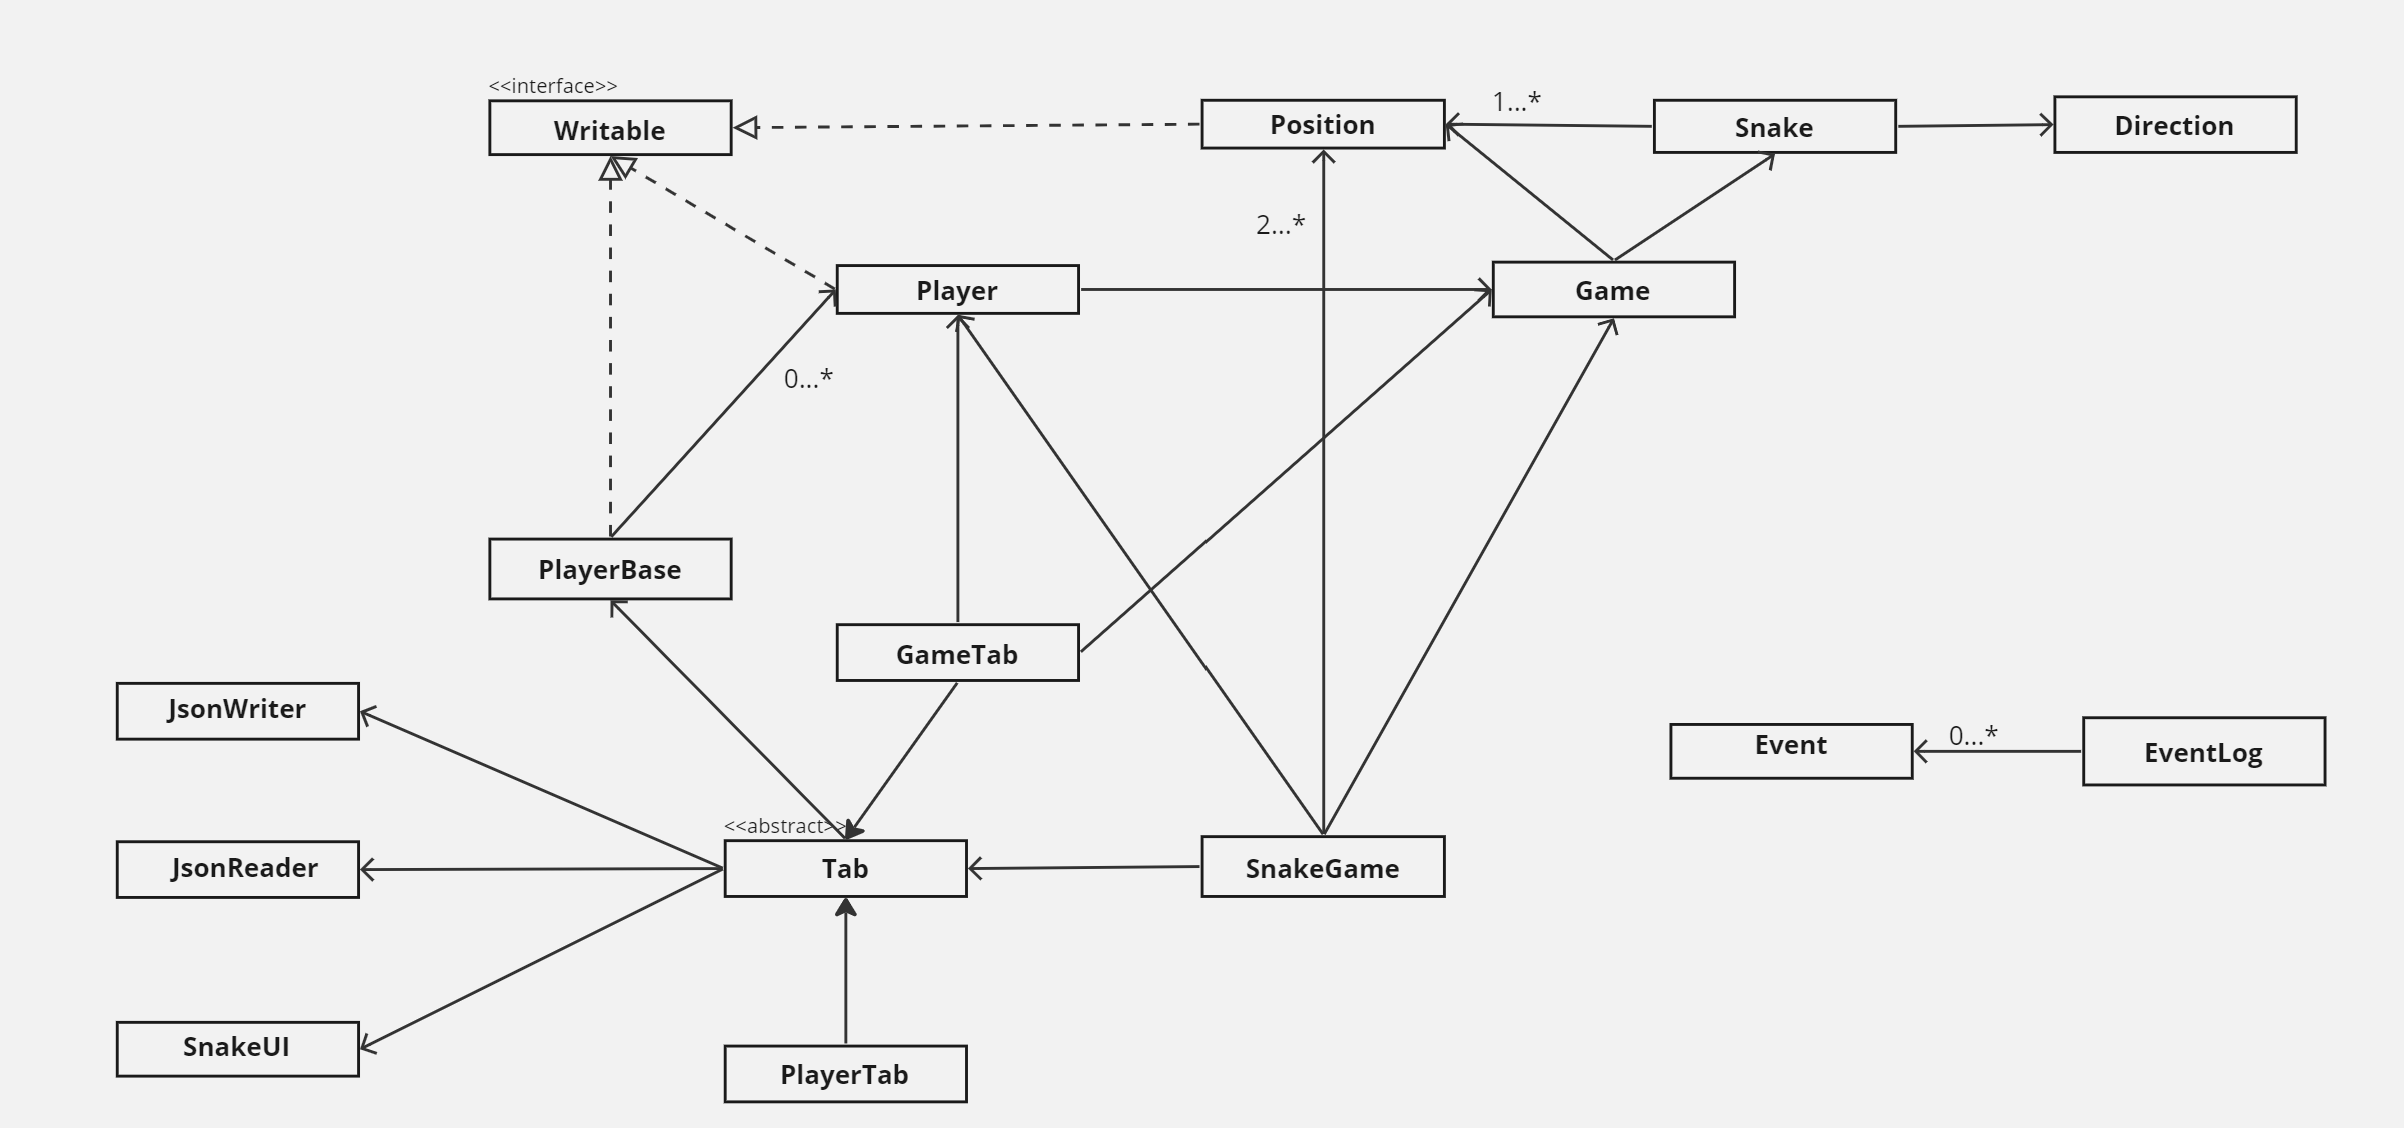 <<interface>>
Writable
Position
1...*
Snake
Direction
2...*
Player
Game
0...*
PlayerBase
GameTab
JsonWriter
Event
0...*
EventLog
<<abstract>>
JsonReader
Tab
SnakeGame
SnakeUI
PlayerTab